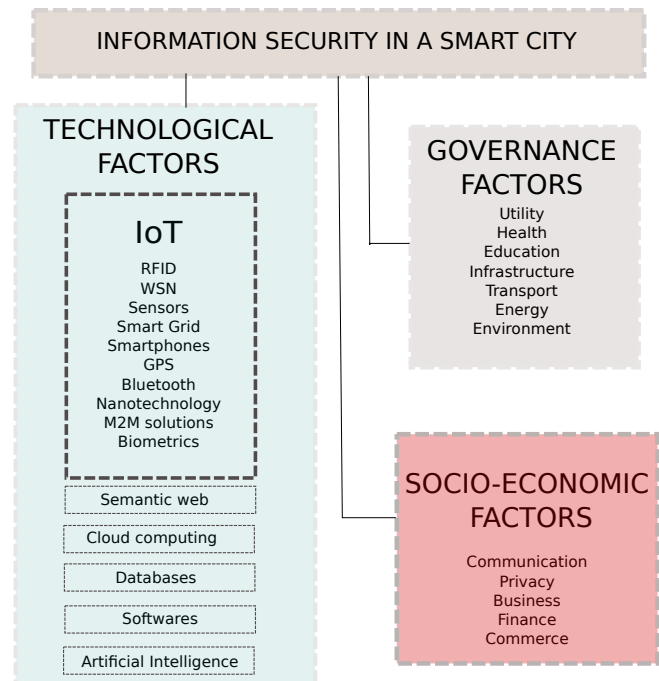 INFORMATION SECURITY IN A SMART CITY
TECHNOLOGICAL
FACTORS
IoT
RFID
WSN
Sensors
Smart Grid
Smartphones
GPS
Bluetooth
Nanotechnology
M2M solutions
Biometrics
Semantic web
Cloud computing
Databases
Softwares
Artificial Intelligence
GOVERNANCE
FACTORS
Utility
Health
Education
Infrastructure
Transport
Energy
Environment
SOCIO-ECONOMIC
FACTORS
Communication
Privacy
Business
Finance
Commerce